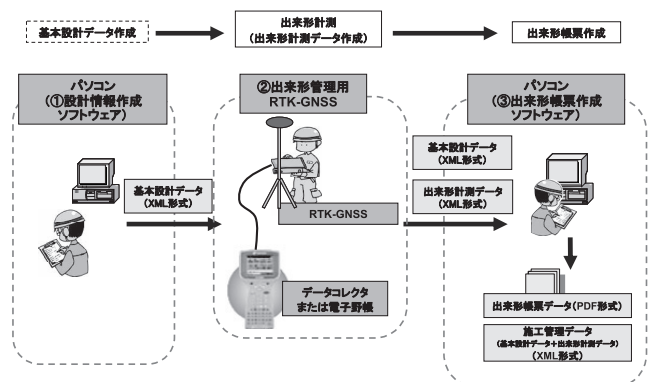 基本設計データ作成
出来形計測
(出来形計測データ作成)
出来形帳票作成
パソコン
(①設計情報作成
ソフトウェア)
基本設計データ
(XML形式)
②出来形管理用
RTK-GNSS
RTK-GNSS
データコレクタ
または電子野帳
基本設計データ
(XML形式)
出来形計測データ
(XML形式)
パソコン
(③出来形帳票作成
ソフトウェア)
出来形帳票データ(PDF形式)
施工管理データ
(基本設計データ+出来形計測データ)
(XML形式)